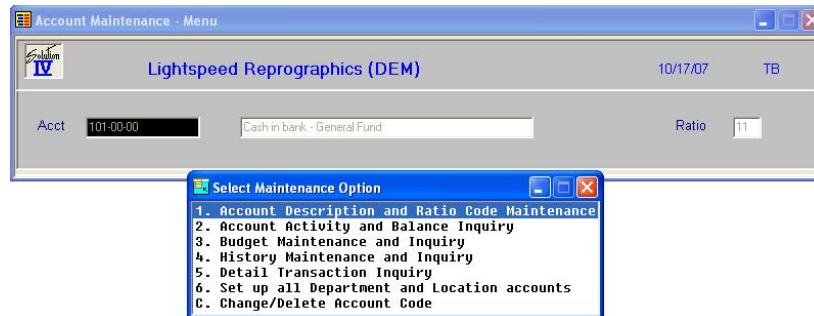 Account Maintenance - Menu
Solution IV
Lightspeed Reprographics (DEM) 10/17/07 TB
Acct 101-00-00 Cash in bank - General Fund Ratio 11
Select Maintenance Option
1. Account Description and Ratio Code Maintenance
2. Account Activity and Balance Inquiry
3. Budget Maintenance and Inquiry
4. History Maintenance and Inquiry
5. Detail Transaction Inquiry
6. Set up all Department and Location accounts
C. Change/Delete Account Code